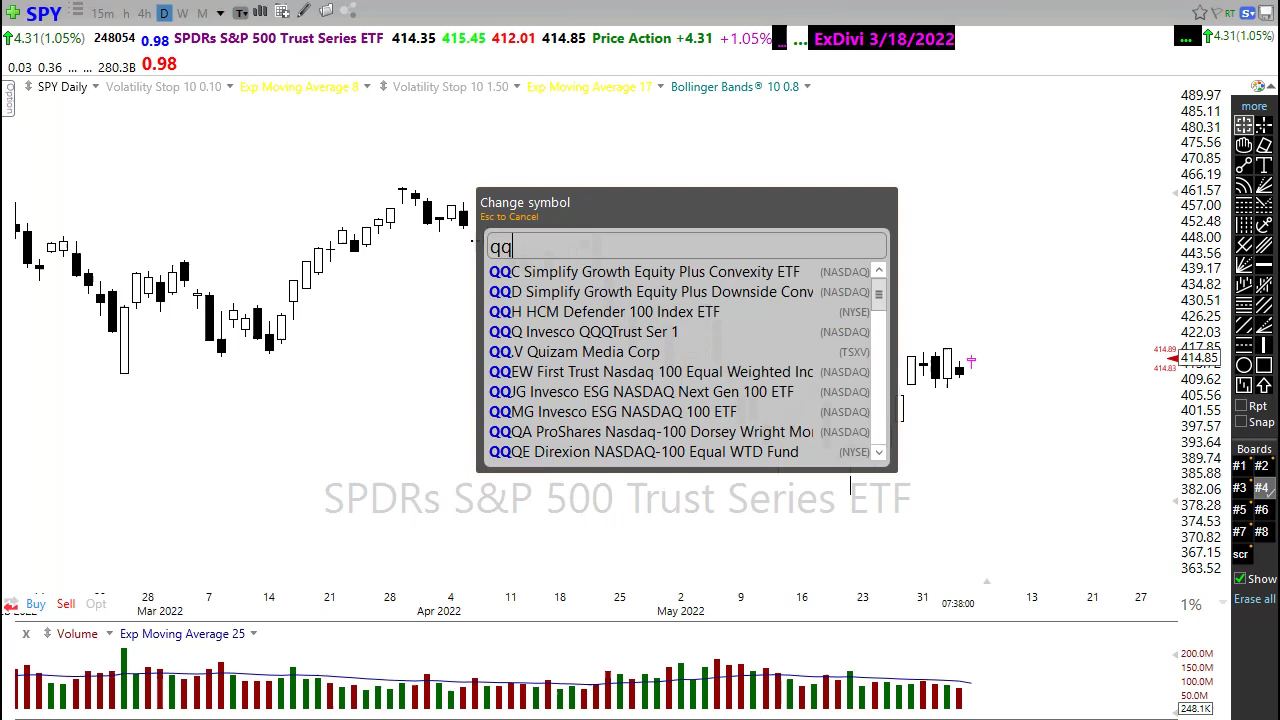 SPY 15m 1h 4h D W M T RT S
4.31(1.05%) 248054 0.98 SPDRs S&P 500 Trust Series ETF 414.35 415.45 412.01 414.85 Price Action +4.31 +1.05% ... ... ExDivi 3/18/2022 ... 4.31(1.05%)
0.03 0.36 ... ... 280.3B 0.98
Option SPY Daily Volatility Stop 10 0.10 Exp Moving Average 8 Volatility Stop 10 1.50 Exp Moving Average 17 Bollinger Bands® 10 0.8
489.97
485.11
480.31
475.56
470.85
466.19
461.57
457.00
452.48
448.00
443.56
439.17
434.82
430.51
426.25
422.03
417.85
414.89
414.85
414.83
409.62
405.56
401.55
397.57
393.64
389.74
385.88
382.06
378.28
374.53
370.82
367.15
363.52
more
T
Rpt
Snap
Boards
#1 #2
#3 #4
#5 #6
#7 #8
scr
Show
Erase all
Change symbol
Esc to Cancel
qq
QQC Simplify Growth Equity Plus Convexity ETF (NASDAQ)
QQD Simplify Growth Equity Plus Downside Conv (NASDAQ)
QQH HCM Defender 100 Index ETF (NYSE)
QQQ Invesco QQQTrust Ser 1 (NASDAQ)
QQ.V Quizam Media Corp (TSXV)
QQEW First Trust Nasdaq 100 Equal Weighted Inc (NASDAQ)
QQJG Invesco ESG NASDAQ Next Gen 100 ETF (NASDAQ)
QQMG Invesco ESG NASDAQ 100 ETF (NASDAQ)
QQQA ProShares Nasdaq-100 Dorsey Wright Mo (NASDAQ)
QQQE Direxion NASDAQ-100 Equal WTD Fund (NYSE)
SPDRs S&P 500 Trust Series ETF
28 7 14 21 28 4 11 18 25 2 9 16 23 31 13 21 27
Mar 2022 Apr 2022 May 2022 07:38:00
Buy Sell Opt 1%
X Volume Exp Moving Average 25
200.0M
150.0M
100.0M
50.0M
248.1K